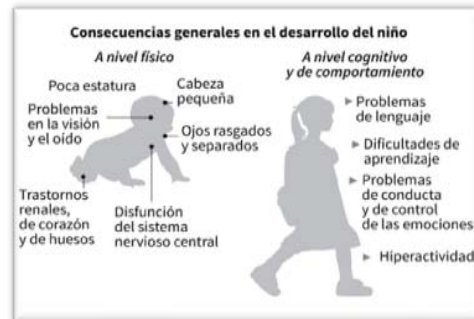 Consecuencias generales en el desarrollo del niño
A nivel físico
Poca estatura
Cabeza
pequeña
Problemas
en la visión
y el oído
Ojos rasgados
y separados
Trastornos
renales,
de corazón
y de huesos
Disfunción
del sistema
nervioso central
A nivel cognitivo
y de comportamiento
Problemas
de lenguaje
Dificultades de
aprendizaje
Problemas
de conducta
y de control
de las emociones
Hiperactividad